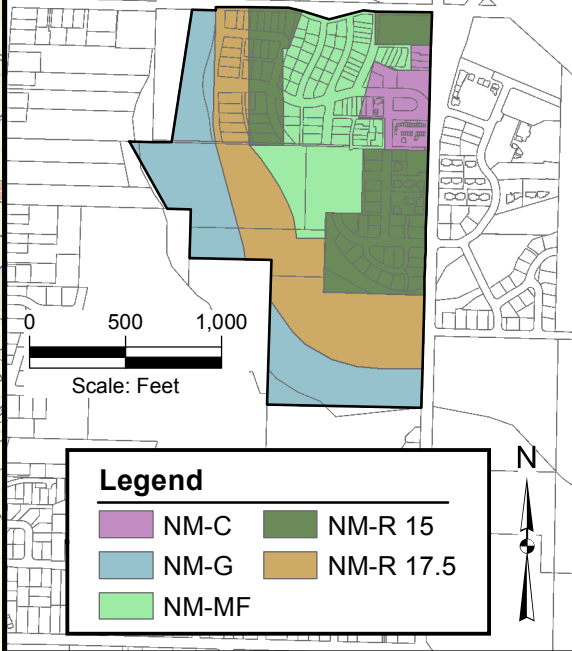 0 500 1,000
Scale: Feet
N
Legend
NM-C NM-R 15
NM-G NM-R 17.5
NM-MF